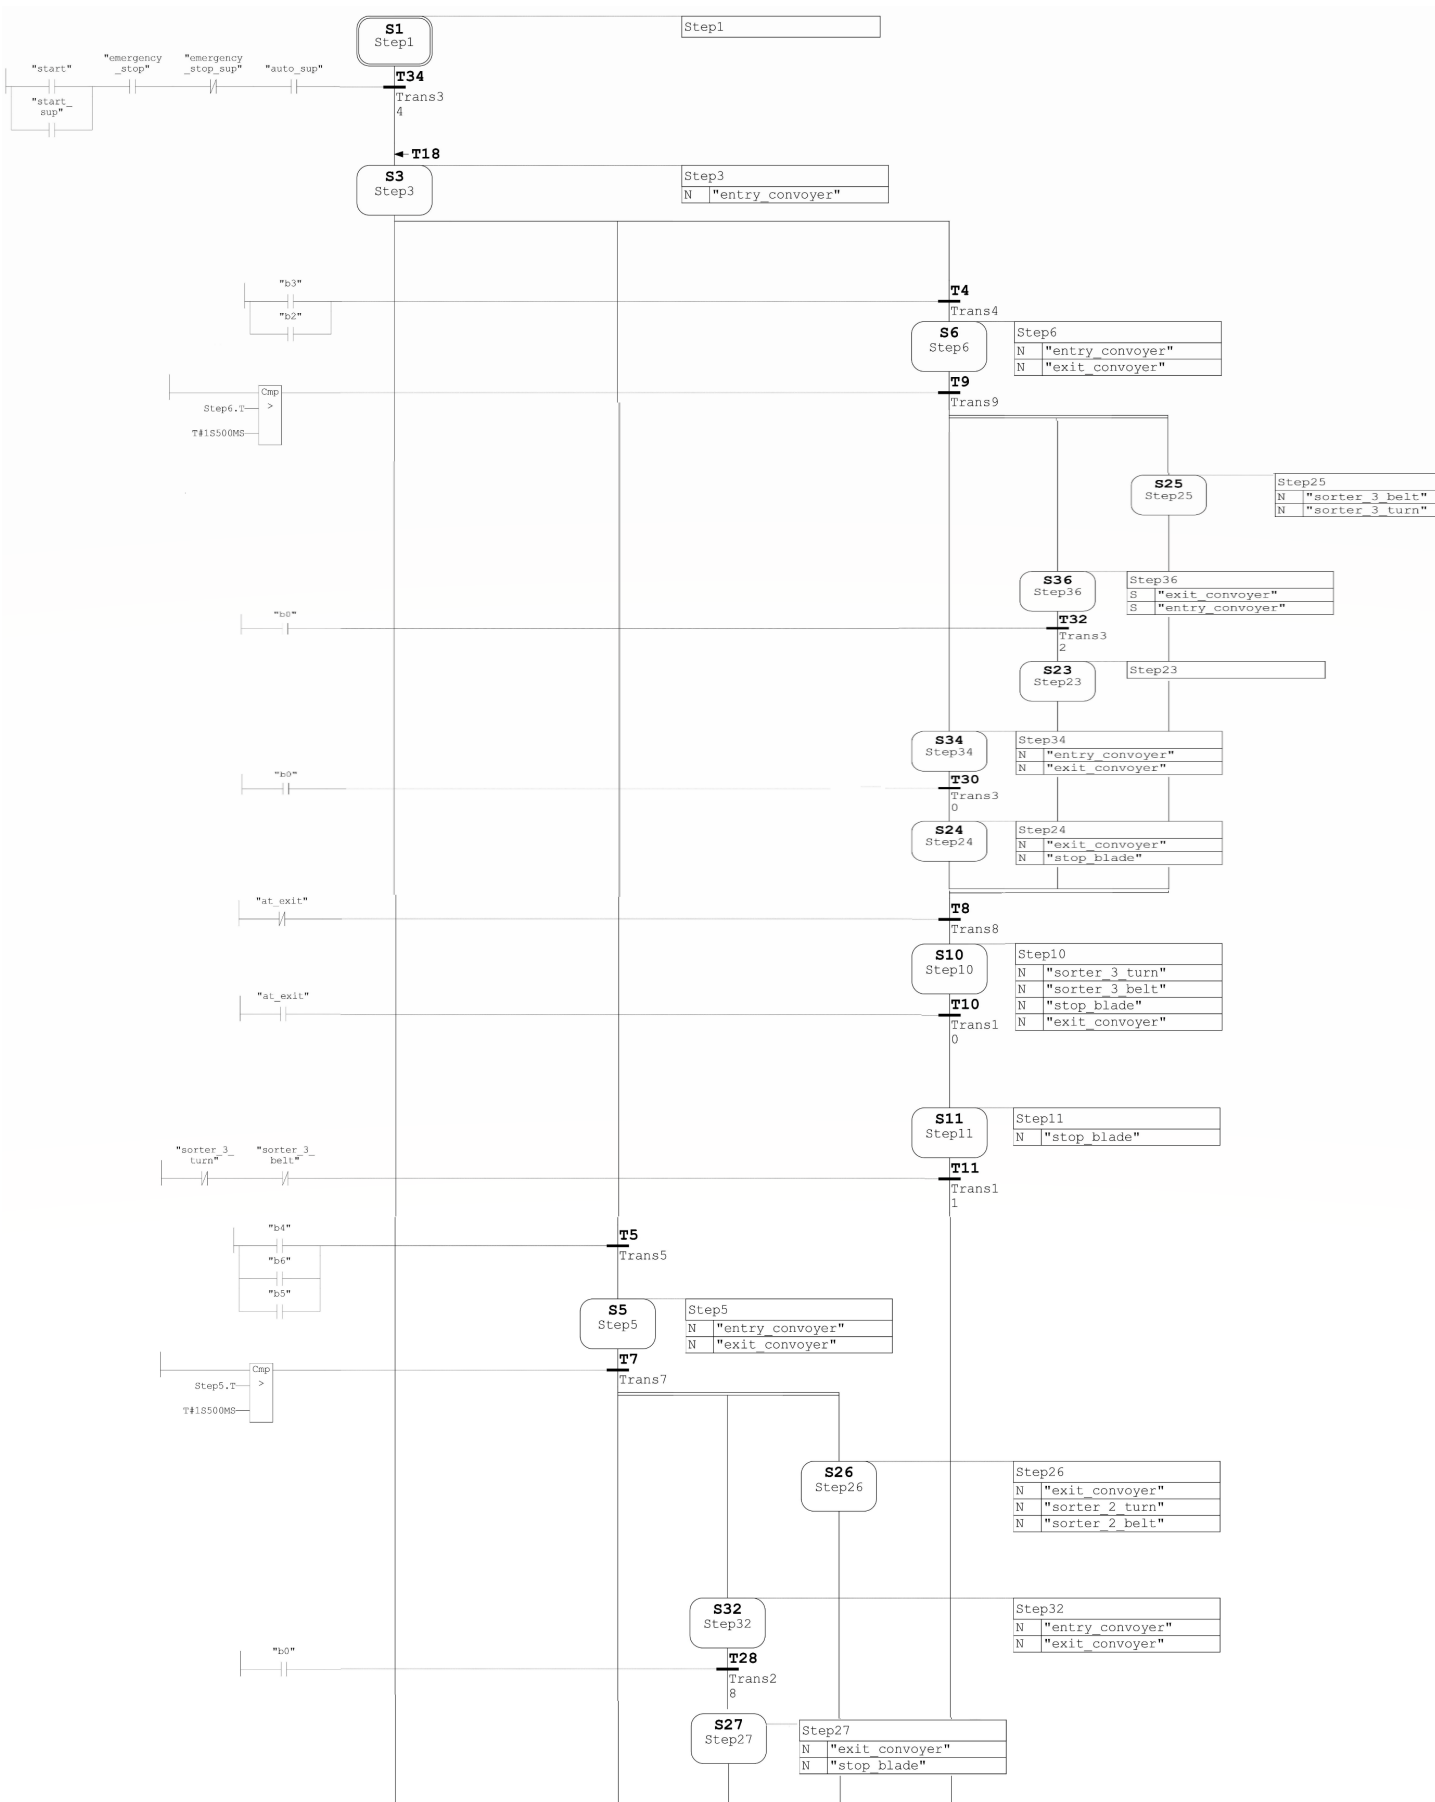 S1
Step1
Step1
"start"
"emergency
_stop"
"emergency
_stop_sup"
"auto_sup"
T34
Trans3
4
"start_
sup"
T18
S3
Step3
Step3
N "entry_convoyer"
"b3"
"b2"
T4
Trans4
S6
Step6
Step6
N "entry_convoyer"
N "exit_convoyer"
T9
Trans9
Cmp
>
Step6.T
T#1S500MS
S25
Step25
Step25
N "sorter_3_belt"
N "sorter_3_turn"
S36
Step36
Step36
S "exit_convoyer"
S "entry_convoyer"
"b0"
T32
Trans3
2
S23
Step23
Step23
S34
Step34
Step34
N "entry_convoyer"
N "exit_convoyer"
"b0"
T30
Trans3
0
S24
Step24
Step24
N "exit_convoyer"
N "stop_blade"
"at_exit"
T8
Trans8
S10
Step10
Step10
N "sorter_3_turn"
N "sorter_3_belt"
N "stop_blade"
N "exit_convoyer"
"at_exit"
T10
Trans1
0
S11
Step11
Step11
N "stop_blade"
"sorter_3_
turn"
"sorter_3_
belt"
T11
Trans1
1
"b4"
"b6"
"b5"
T5
Trans5
S5
Step5
Step5
N "entry_convoyer"
N "exit_convoyer"
T7
Trans7
Cmp
>
Step5.T
T#1S500MS
S26
Step26
Step26
N "exit_convoyer"
N "sorter_2_turn"
N "sorter_2_belt"
S32
Step32
Step32
N "entry_convoyer"
N "exit_convoyer"
"b0"
T28
Trans2
8
S27
Step27
Step27
N "exit_convoyer"
N "stop_blade"